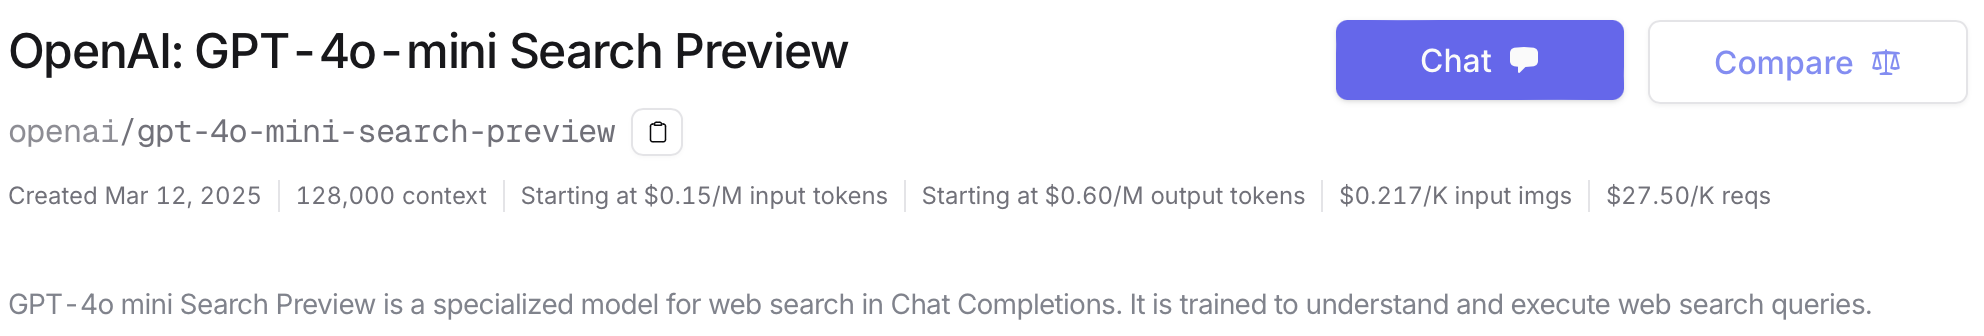 OpenAI: GPT-4o-mini Search Preview
Chat
Compare
openai/gpt-4o-mini-search-preview
Created Mar 12, 2025 128,000 context Starting at $0.15/M input tokens Starting at $0.60/M output tokens $0.217/K input imgs $27.50/K reqs
GPT-4o mini Search Preview is a specialized model for web search in Chat Completions. It is trained to understand and execute web search queries.